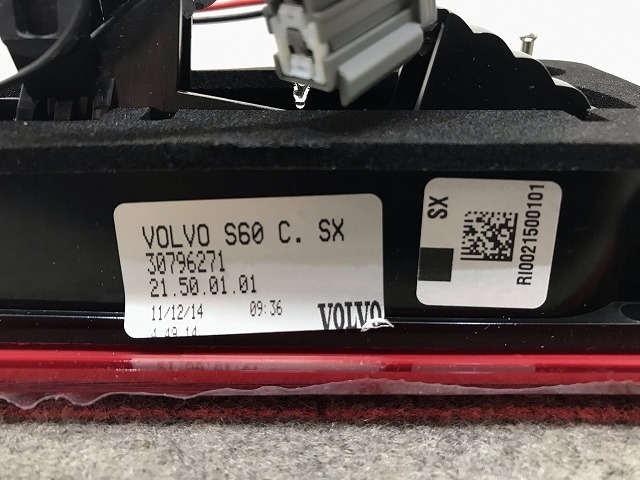 VOLVO S60 C. SX
30796271
21.50.01.01
11/12/14 09:36
VOLVO
SX
RI0021500101